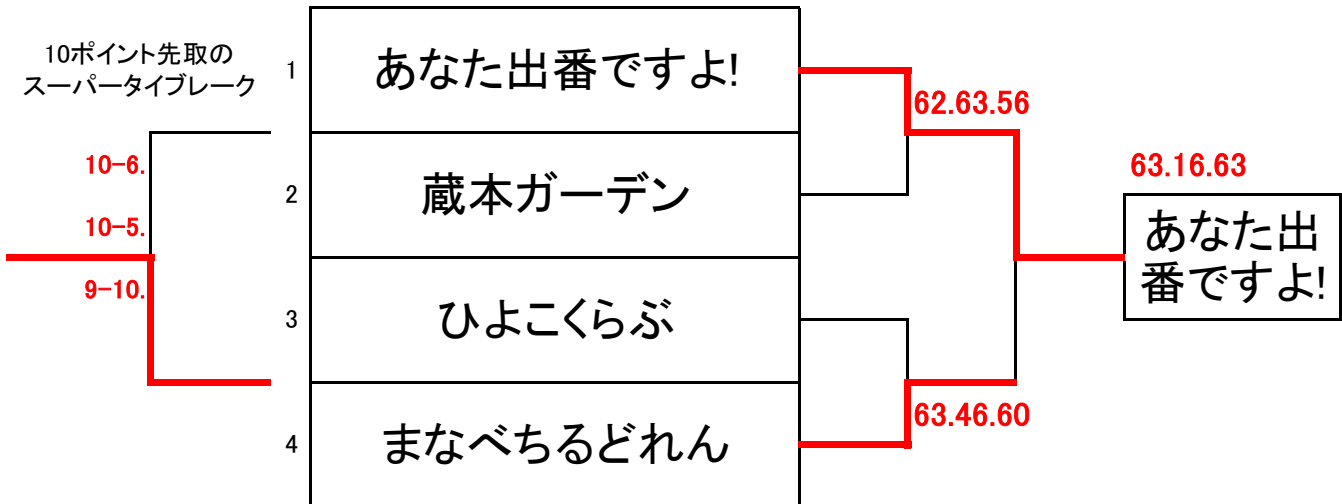 10ポイント先取の
スーパータイブレーク
10-6.
10-5.
9-10.
1
あなた出番ですよ!
2
蔵本ガーデン
3
ひよこくらぶ
4
まなべちるどれん
62.63.56
63.46.60
63.16.63
あなた出
番ですよ!